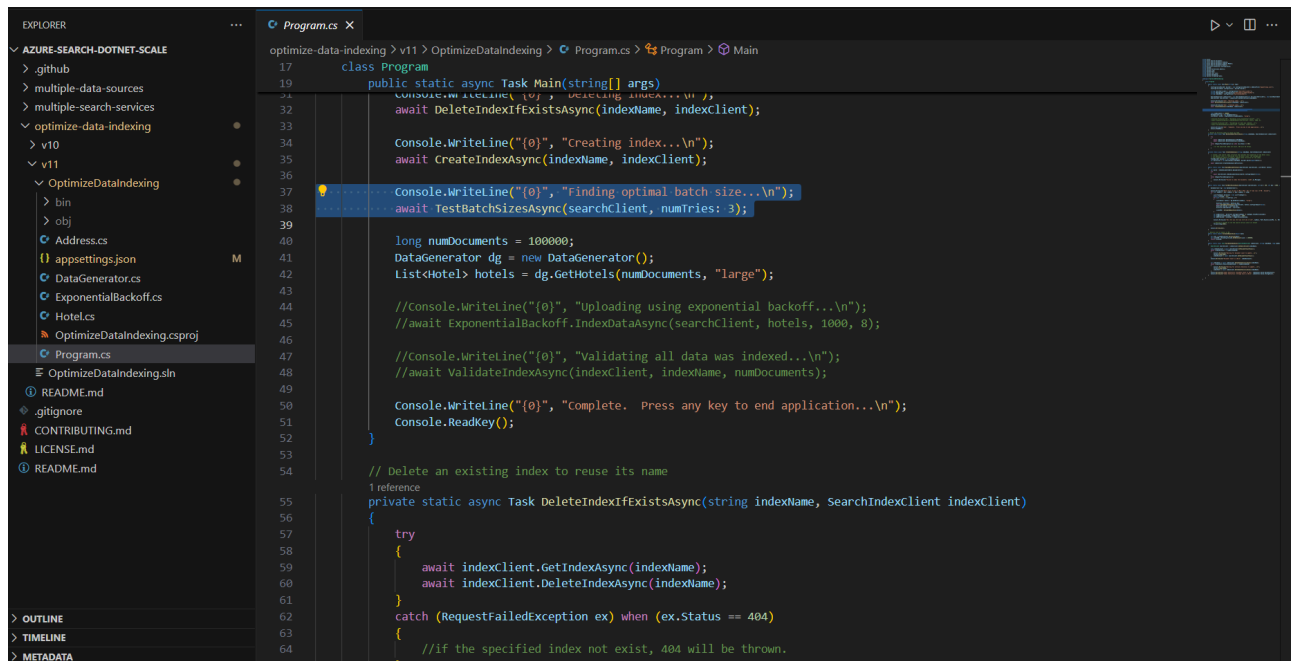 EXPLORER
AZURE-SEARCH-DOTNET-SCALE
.github
multiple-data-sources
multiple-search-services
optimize-data-indexing
v10
v11
OptimizeDataIndexing
bin
obj
Address.cs
{} appsettings.json M
DataGenerator.cs
ExponentialBackoff.cs
Hotel.cs
OptimizeDataIndexing.csproj
Program.cs
OptimizeDataIndexing.sln
README.md
.gitignore
CONTRIBUTING.md
LICENSE.md
README.md
OUTLINE
TIMELINE
METADATA
Program.cs
optimize-data-indexing > v11 > OptimizeDataIndexing > Program.cs > Program > Main
17 class Program
19 public static async Task Main(string[] args)
31 Console.WriteLine("{0}", "Deleting index...\n");
32 await DeleteIndexIfExistsAsync(indexName, indexClient);
33
34 Console.WriteLine("{0}", "Creating index...\n");
35 await CreateIndexAsync(indexName, indexClient);
36
37 Console.WriteLine("{0}", "Finding optimal batch size...\n");
38 await TestBatchSizesAsync(searchClient, numTries: 3);
39
40 long numDocuments = 100000;
41 DataGenerator dg = new DataGenerator();
42 List<Hotel> hotels = dg.GetHotels(numDocuments, "large");
43
44 //Console.WriteLine("{0}", "Uploading using exponential backoff...\n");
45 //await ExponentialBackoff.IndexDataAsync(searchClient, hotels, 1000, 8);
46
47 //Console.WriteLine("{0}", "Validating all data was indexed...\n");
48 //await ValidateIndexAsync(indexClient, indexName, numDocuments);
49
50 Console.WriteLine("{0}", "Complete.  Press any key to end application...\n");
51 Console.ReadKey();
52 }
53
54 // Delete an existing index to reuse its name
1 reference
55 private static async Task DeleteIndexIfExistsAsync(string indexName, SearchIndexClient indexClient)
56 {
57 try
58 {
59 await indexClient.GetIndexAsync(indexName);
60 await indexClient.DeleteIndexAsync(indexName);
61 }
62 catch (RequestFailedException ex) when (ex.Status == 404)
63 {
64 //if the specified index not exist, 404 will be thrown.